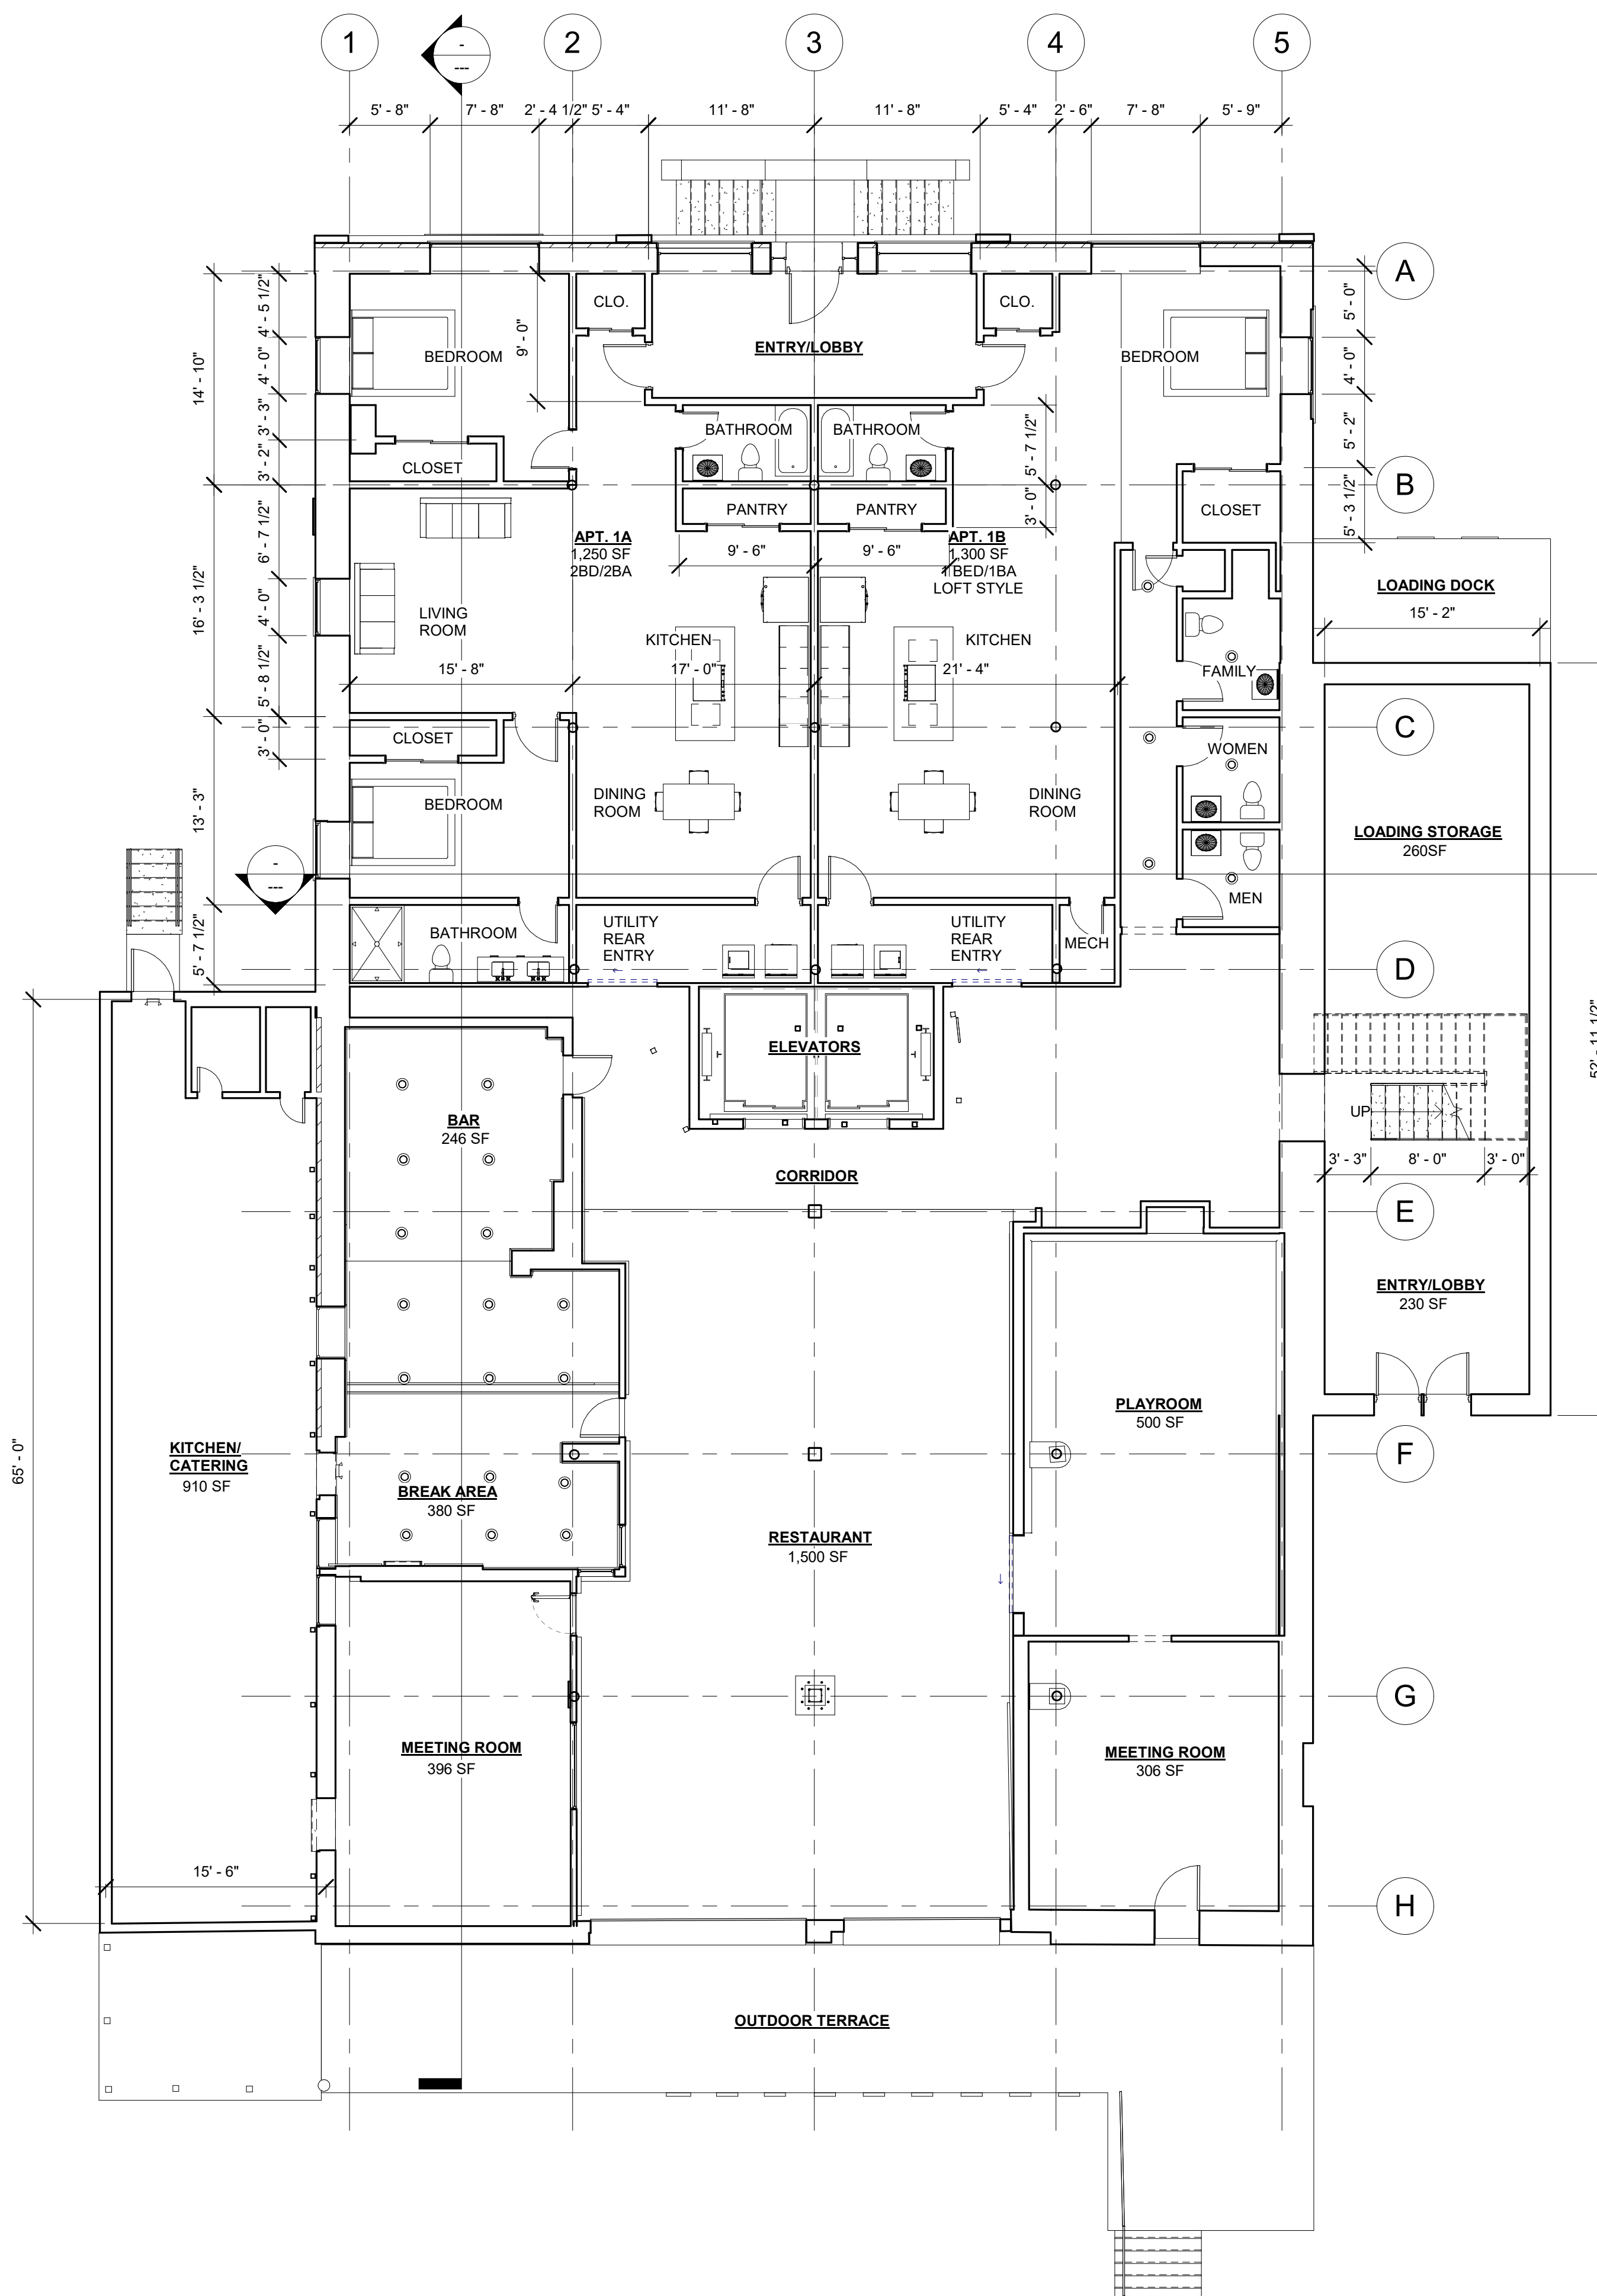 1
2
3
4
5
-
---
5' - 8"
7' - 8"
2' - 4 1/2"
5' - 4"
11' - 8"
11' - 8"
5' - 4"
2' - 6"
7' - 8"
5' - 9"
A
4' - 5 1/2"
4' - 0"
3' - 3"
3' - 2"
14' - 10"
9' - 0"
CLO.
CLO.
ENTRY/LOBBY
BEDROOM
BEDROOM
5' - 0"
4' - 0"
5' - 2"
5' - 3 1/2"
BATHROOM
BATHROOM
5' - 7 1/2"
3' - 0"
CLOSET
B
PANTRY
PANTRY
CLOSET
APT. 1A
1,250 SF
2BD/2BA
9' - 6"
9' - 6"
APT. 1B
1,300 SF
1 BED/1BA
LOFT STYLE
6' - 7 1/2"
4' - 0"
5' - 8 1/2"
3' - 0"
16' - 3 1/2"
LOADING DOCK
15' - 2"
LIVING
ROOM
KITCHEN
KITCHEN
15' - 8"
17' - 0"
21' - 4"
FAMILY
C
CLOSET
WOMEN
BEDROOM
DINING
ROOM
DINING
ROOM
13' - 3"
LOADING STORAGE
260SF
-
---
MEN
5' - 7 1/2"
BATHROOM
UTILITY
REAR
ENTRY
UTILITY
REAR
ENTRY
MECH
D
52' - 11 1/2"
ELEVATORS
BAR
246 SF
UP
3' - 3"
8' - 0"
3' - 0"
CORRIDOR
E
ENTRY/LOBBY
230 SF
PLAYROOM
500 SF
65' - 0"
KITCHEN/
CATERING
910 SF
F
BREAK AREA
380 SF
RESTAURANT
1,500 SF
G
MEETING ROOM
396 SF
MEETING ROOM
306 SF
15' - 6"
H
OUTDOOR TERRACE